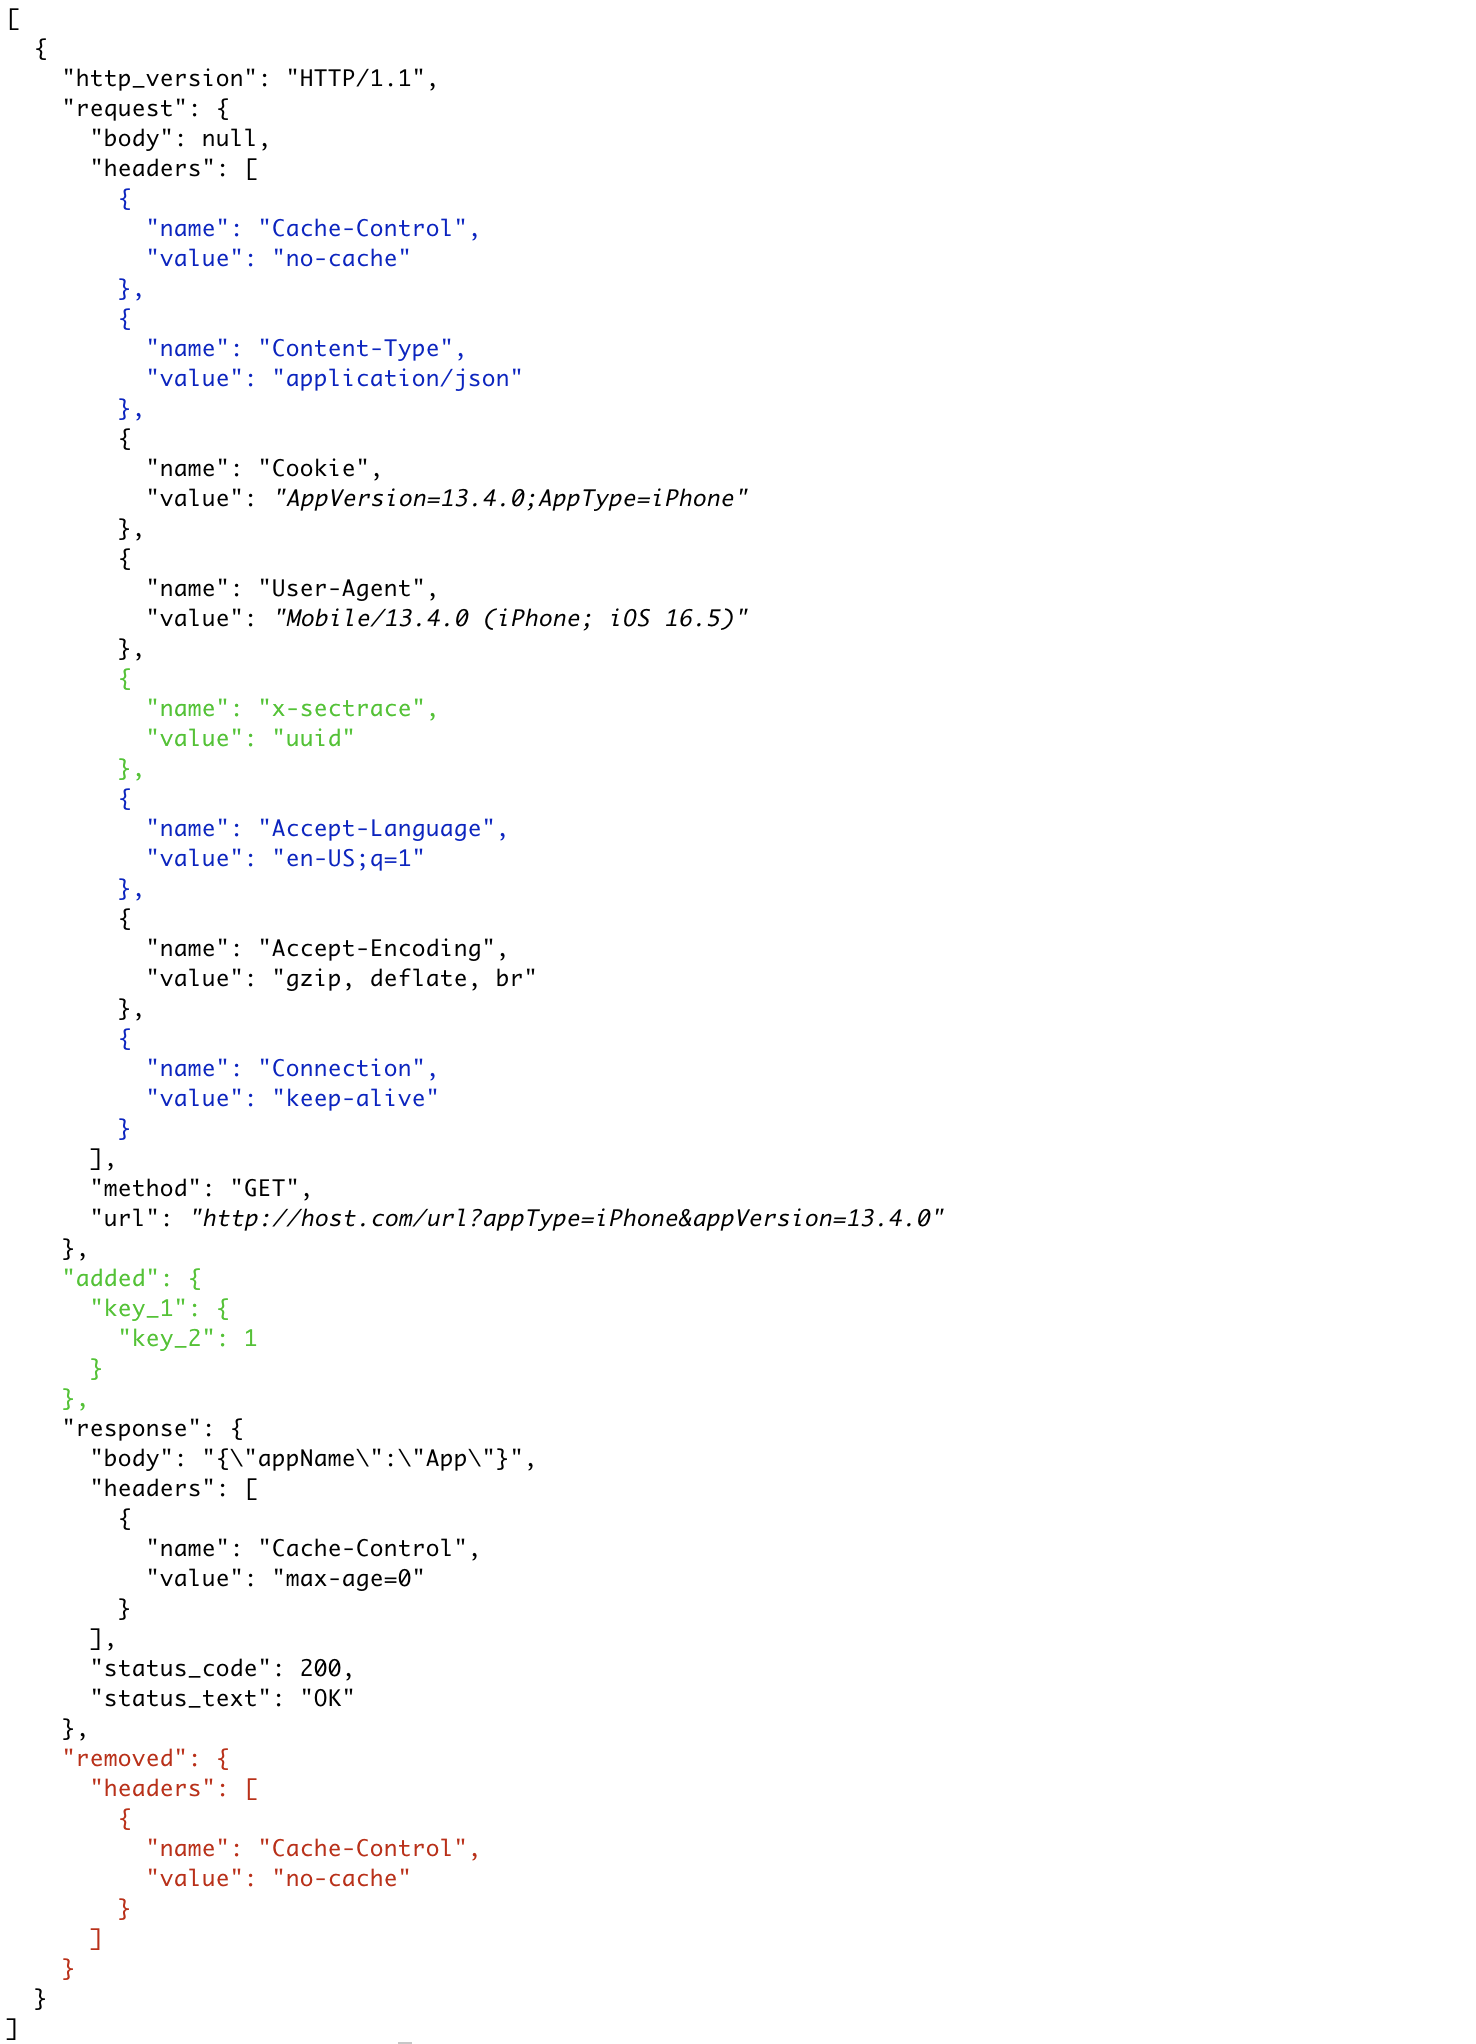 [
  {
    "http_version": "HTTP/1.1",
    "request": {
      "body": null,
      "headers": [
        {
          "name": "Cache-Control",
          "value": "no-cache"
        },
        {
          "name": "Content-Type",
          "value": "application/json"
        },
        {
          "name": "Cookie",
          "value": "AppVersion=13.4.0;AppType=iPhone"
        },
        {
          "name": "User-Agent",
          "value": "Mobile/13.4.0 (iPhone; iOS 16.5)"
        },
        {
          "name": "x-sectrace",
          "value": "uuid"
        },
        {
          "name": "Accept-Language",
          "value": "en-US;q=1"
        },
        {
          "name": "Accept-Encoding",
          "value": "gzip, deflate, br"
        },
        {
          "name": "Connection",
          "value": "keep-alive"
        }
      ],
      "method": "GET",
      "url": "http://host.com/url?appType=iPhone&appVersion=13.4.0"
    },
    "added": {
      "key_1": {
        "key_2": 1
      }
    },
    "response": {
      "body": "{\"appName\":\"App\"}",
      "headers": [
        {
          "name": "Cache-Control",
          "value": "max-age=0"
        }
      ],
      "status_code": 200,
      "status_text": "OK"
    },
    "removed": {
      "headers": [
        {
          "name": "Cache-Control",
          "value": "no-cache"
        }
      ]
    }
  }
]